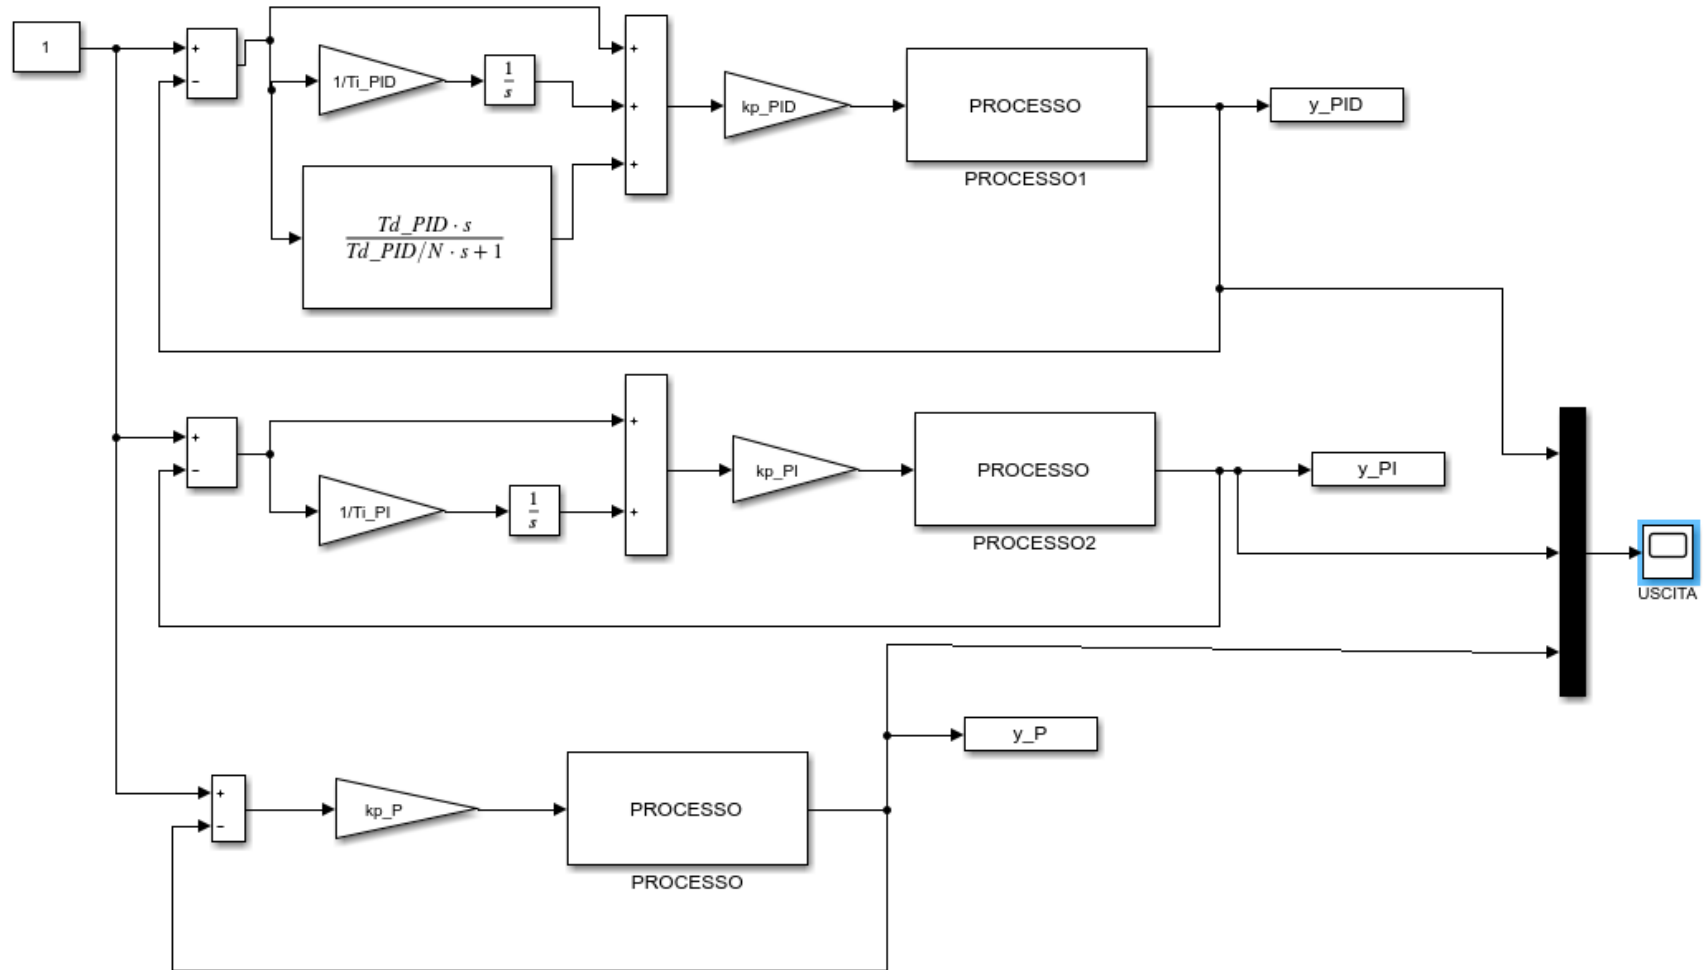 1
+
−
1/Ti_PID
1
s
+
+
+
kp_PID
PROCESSO
PROCESSO1
y_PID
Td_PID · s
Td_PID/N · s + 1
+
−
1/Ti_PI
1
s
+
+
kp_PI
PROCESSO
PROCESSO2
y_PI
USCITA
y_P
+
−
kp_P
PROCESSO
PROCESSO